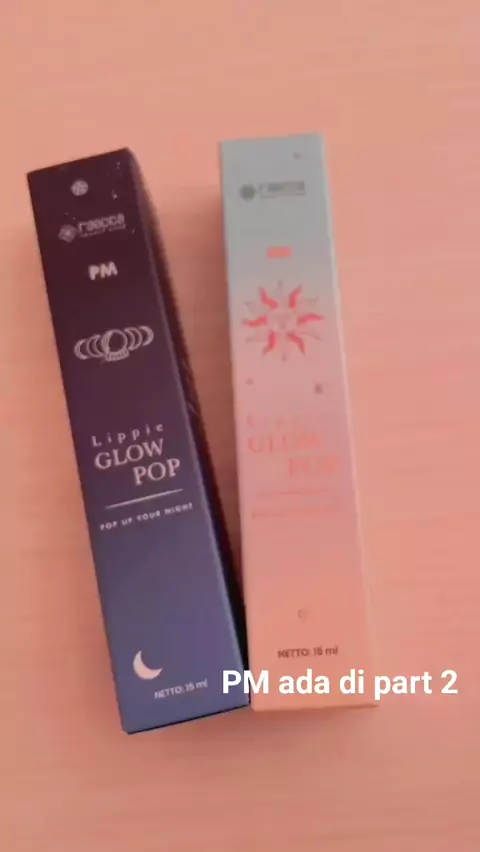 raecca
PM
Lippie
GLOW
POP
POP UP YOUR NIGHT
NETTO: 15 ml
raecca
GLOW
POP
NETTO: 15 ml
PM ada di part 2